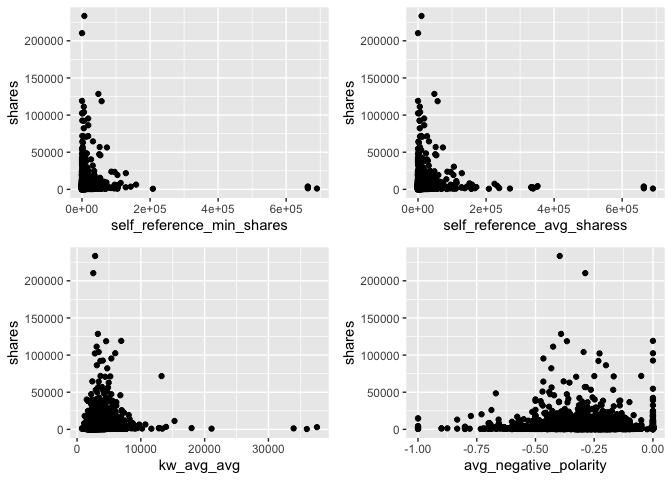 200000
150000
100000
50000
0
shares
0e+00 2e+05 4e+05 6e+05
self_reference_min_shares
200000
150000
100000
50000
0
shares
0e+00 2e+05 4e+05 6e+05
self_reference_avg_sharess
200000
150000
100000
50000
0
shares
0 10000 20000 30000
kw_avg_avg
200000
150000
100000
50000
0
shares
-1.00 -0.75 -0.50 -0.25 0.00
avg_negative_polarity